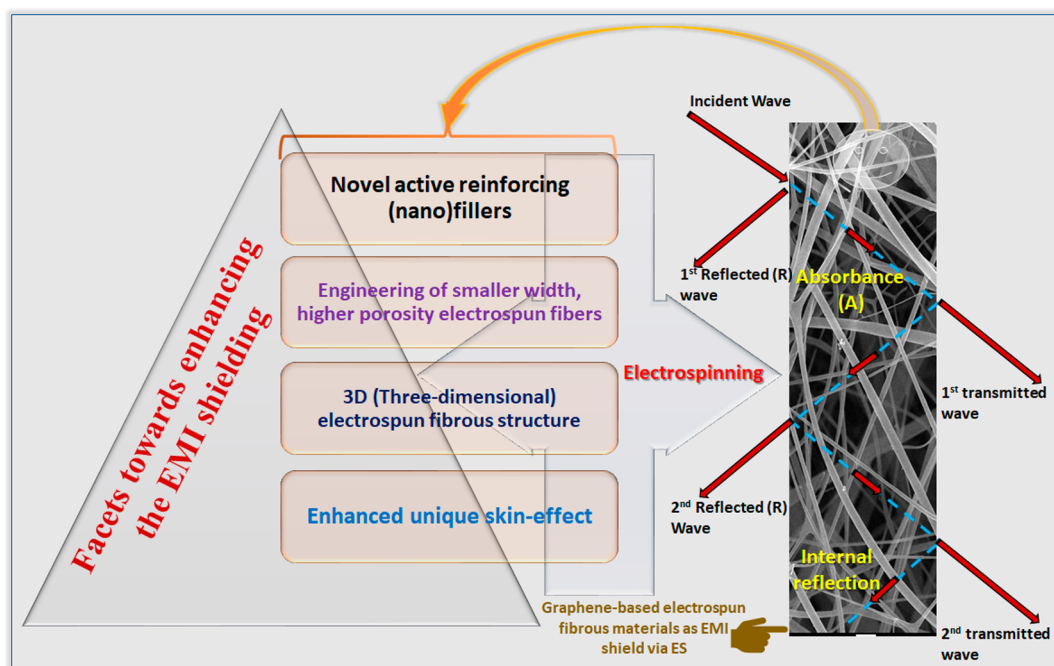 Facets towards enhancing
the EMI shielding
Novel active reinforcing
(nano)fillers
Engineering of smaller width,
higher porosity electrospun fibers
3D (Three-dimensional)
electrospun fibrous structure
Enhanced unique skin-effect
Electrospinning
Graphene-based electrospun
fibrous materials as EMI
shield via ES
Incident Wave
1st Reflected (R)
wave
Absorbance
(A)
1st transmitted
wave
2nd Reflected (R)
Wave
Internal
reflection
2nd transmitted
wave